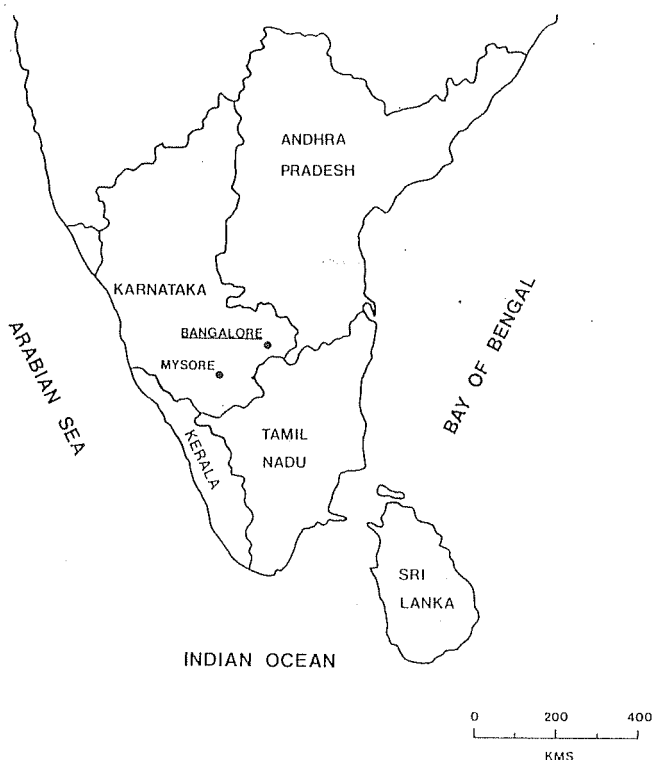 ANDHRA
PRADESH
KARNATAKA
BANGALORE
MYSORE
ARABIAN SEA
BAY OF BENGAL
KERALA
TAMIL
NADU
SRI
LANKA
INDIAN OCEAN
0 200 400
KMS